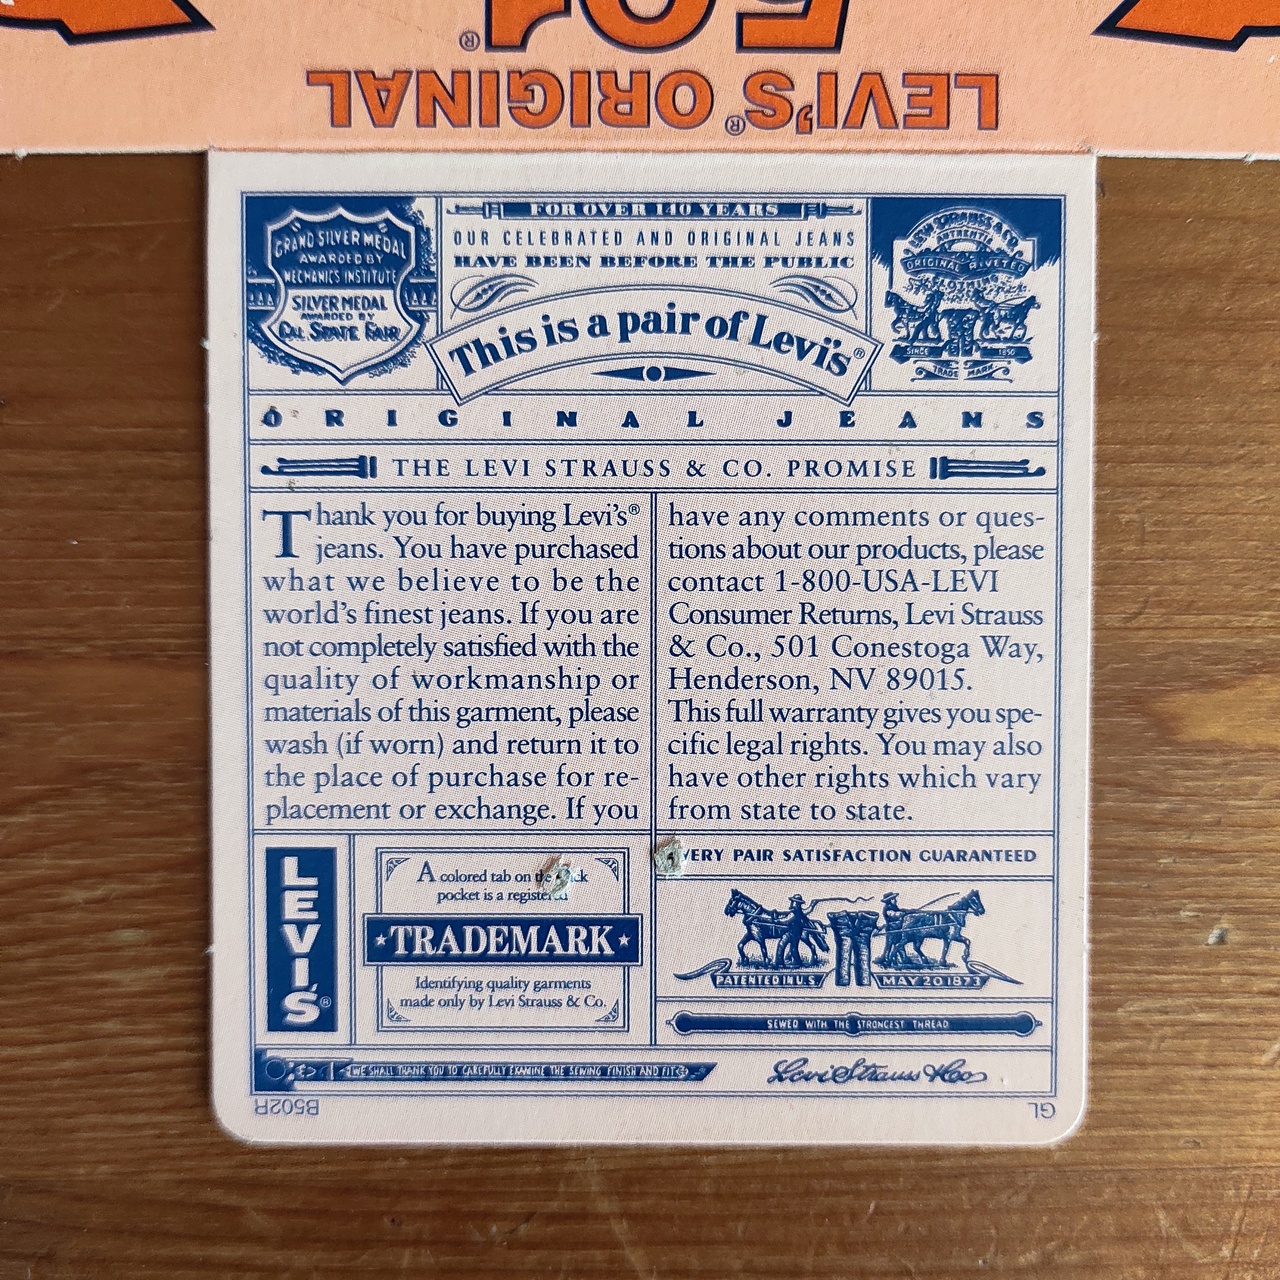 501®
LEVI'S® ORIGINAL
GRAND SILVER MEDAL
AWARDED BY
MECHANICS INSTITUTE
SILVER MEDAL
AWARDED BY
CAL. STATE FAIR
FOR OVER 140 YEARS
OUR CELEBRATED AND ORIGINAL JEANS
HAVE BEEN BEFORE THE PUBLIC
This is a pair of Levi's®
LEVI STRAUSS & CO.
ORIGINAL RIVETED
CLOTHING
SINCE 1850
TRADE MARK
ORIGINAL JEANS
THE LEVI STRAUSS & CO. PROMISE
Thank you for buying Levi's®
jeans. You have purchased
what we believe to be the
world's finest jeans. If you are
not completely satisfied with the
quality of workmanship or
materials of this garment, please
wash (if worn) and return it to
the place of purchase for re-
placement or exchange. If you
have any comments or ques-
tions about our products, please
contact 1-800-USA-LEVI
Consumer Returns, Levi Strauss
& Co., 501 Conestoga Way,
Henderson, NV 89015.
This full warranty gives you spe-
cific legal rights. You may also
have other rights which vary
from state to state.
LEVI'S®
A colored tab on the
pocket is a registered
TRADEMARK
Identifying quality garments
made only by Levi Strauss & Co.
PAIR SATISFACTION GUARANTEED
PATENTED IN U.S. MAY 20 1873
SEWED WITH THE STRONGEST THREAD
WE SHALL THANK YOU TO CAREFULLY EXAMINE THE SEWING FINISH AND FIT
Levi Strauss & Co
B502R
GL